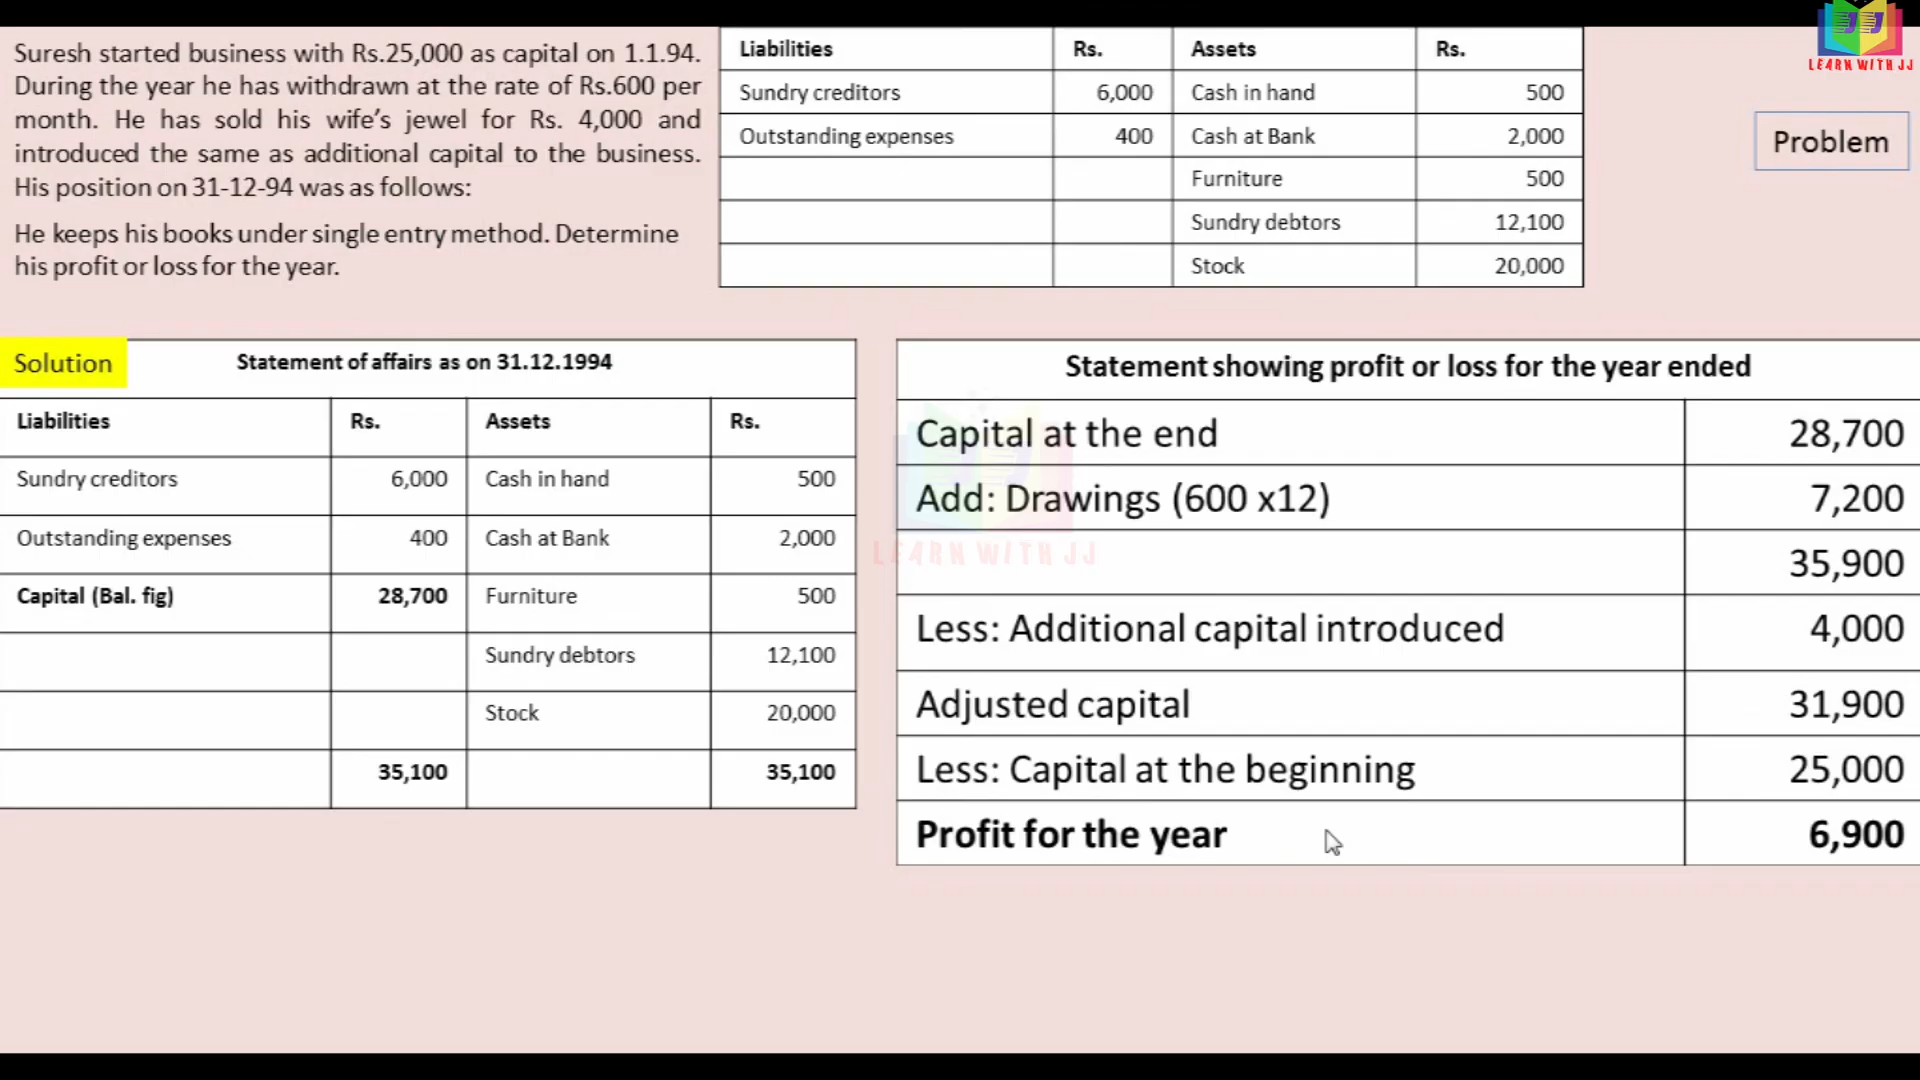 Suresh started business with Rs.25,000 as capital on 1.1.94.
During the year he has withdrawn at the rate of Rs.600 per
month. He has sold his wife’s jewel for Rs. 4,000 and
introduced the same as additional capital to the business.
His position on 31-12-94 was as follows:
He keeps his books under single entry method. Determine
his profit or loss for the year.
Liabilities Rs. Assets Rs.
Sundry creditors 6,000 Cash in hand 500
Outstanding expenses 400 Cash at Bank 2,000
Furniture 500
Sundry debtors 12,100
Stock 20,000
JJ
LEARN WITH JJ
Problem
Solution
Statement of affairs as on 31.12.1994
Liabilities Rs. Assets Rs.
Sundry creditors 6,000 Cash in hand 500
Outstanding expenses 400 Cash at Bank 2,000
Capital (Bal. fig) 28,700 Furniture 500
Sundry debtors 12,100
Stock 20,000
35,100 35,100
Statement showing profit or loss for the year ended
Capital at the end 28,700
Add: Drawings (600 x12) 7,200
35,900
Less: Additional capital introduced 4,000
Adjusted capital 31,900
Less: Capital at the beginning 25,000
Profit for the year 6,900
LEARN WITH JJ